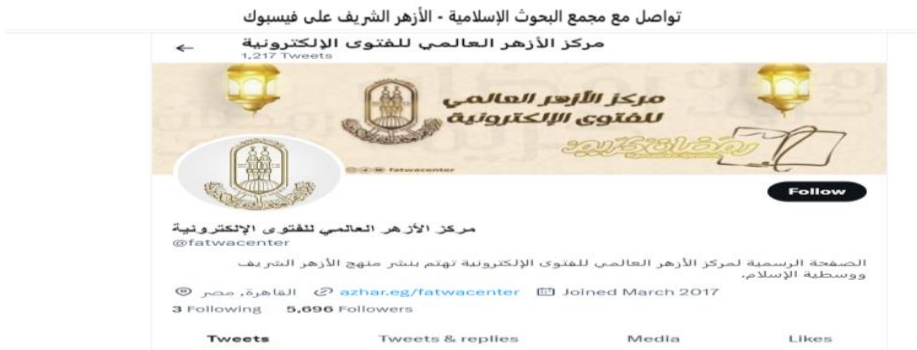 تواصل مع مجمع البحوث الإسلامية - الأزهر الشريف على فيسبوك
مركز الأزهر العالمي للفتوى الإلكترونية
1,217 Tweets
مركز الأزهر العالمي
للفتوى الإلكترونية
رمضان كريم
fatwacenter
Follow
مركز الأزهر العالمي للفتوى الإلكترونية
@fatwacenter
الصفحة الرسمية لمركز الأزهر العالمي للفتوى الإلكترونية تهتم بنشر منهج الأزهر الشريف
ووسطية الإسلام.
القاهرة, مصر azhar.eg/fatwacenter Joined March 2017
3 Following 5,696 Followers
Tweets Tweets & replies Media Likes